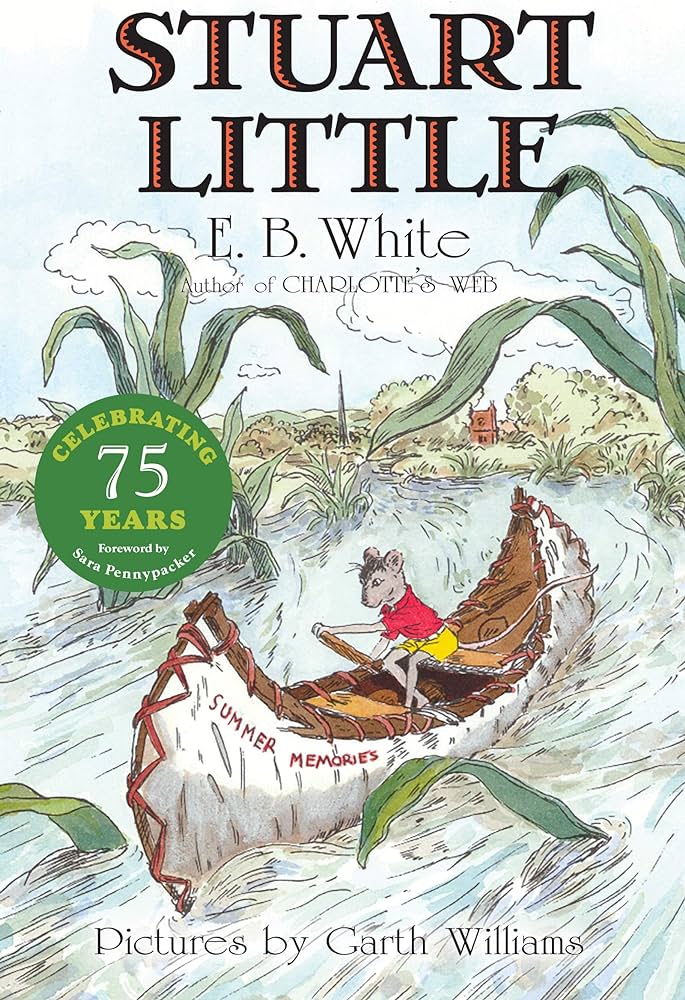 STUART
LITTLE
E. B. White
Author of CHARLOTTE'S WEB
CELEBRATING
75
YEARS
Foreword by
Sara Pennypacker
SUMMER MEMORIES
Pictures by Garth Williams